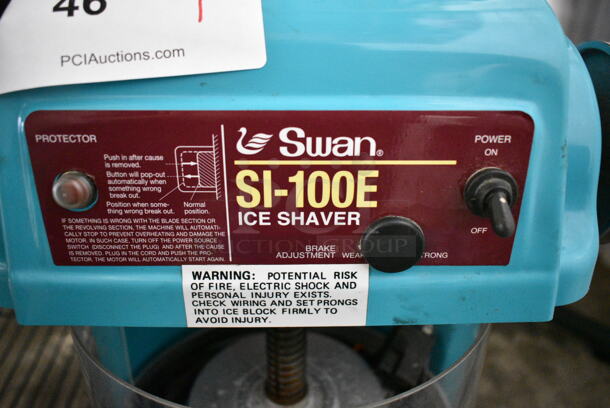 46
PCIAuctions.com
PROTECTOR
Push in after cause
is removed.
Button will pop-out
automatically when
something wrong
break out.
Position when some-
thing wrong break out.
Normal
position.
IF SOMETHING IS WRONG WITH THE BLADE SECTION OR
THE REVOLVING SECTION, THE MACHINE WILL AUTOMATI-
CALLY STOP TO PREVENT OVERHEATING AND DAMAGE THE
MOTOR. IN SUCH CASE, TURN OFF THE POWER SOURCE
SWITCH (DISCONNECT THE PLUG) AND AFTER THE CAUSE
IS REMOVED, PLUG IN THE CORD AND PUSH THE PRO-
TECTOR, THE MOTOR WILL AUTOMATICALLY START AGAIN.
Swan®
SI-100E
ICE SHAVER
BRAKE
ADJUSTMENT
POWER
ON
OFF
WARNING: POTENTIAL RISK
OF FIRE, ELECTRIC SHOCK AND
PERSONAL INJURY EXISTS.
CHECK WIRING AND SET PRONGS
INTO ICE BLOCK FIRMLY TO
AVOID INJURY.